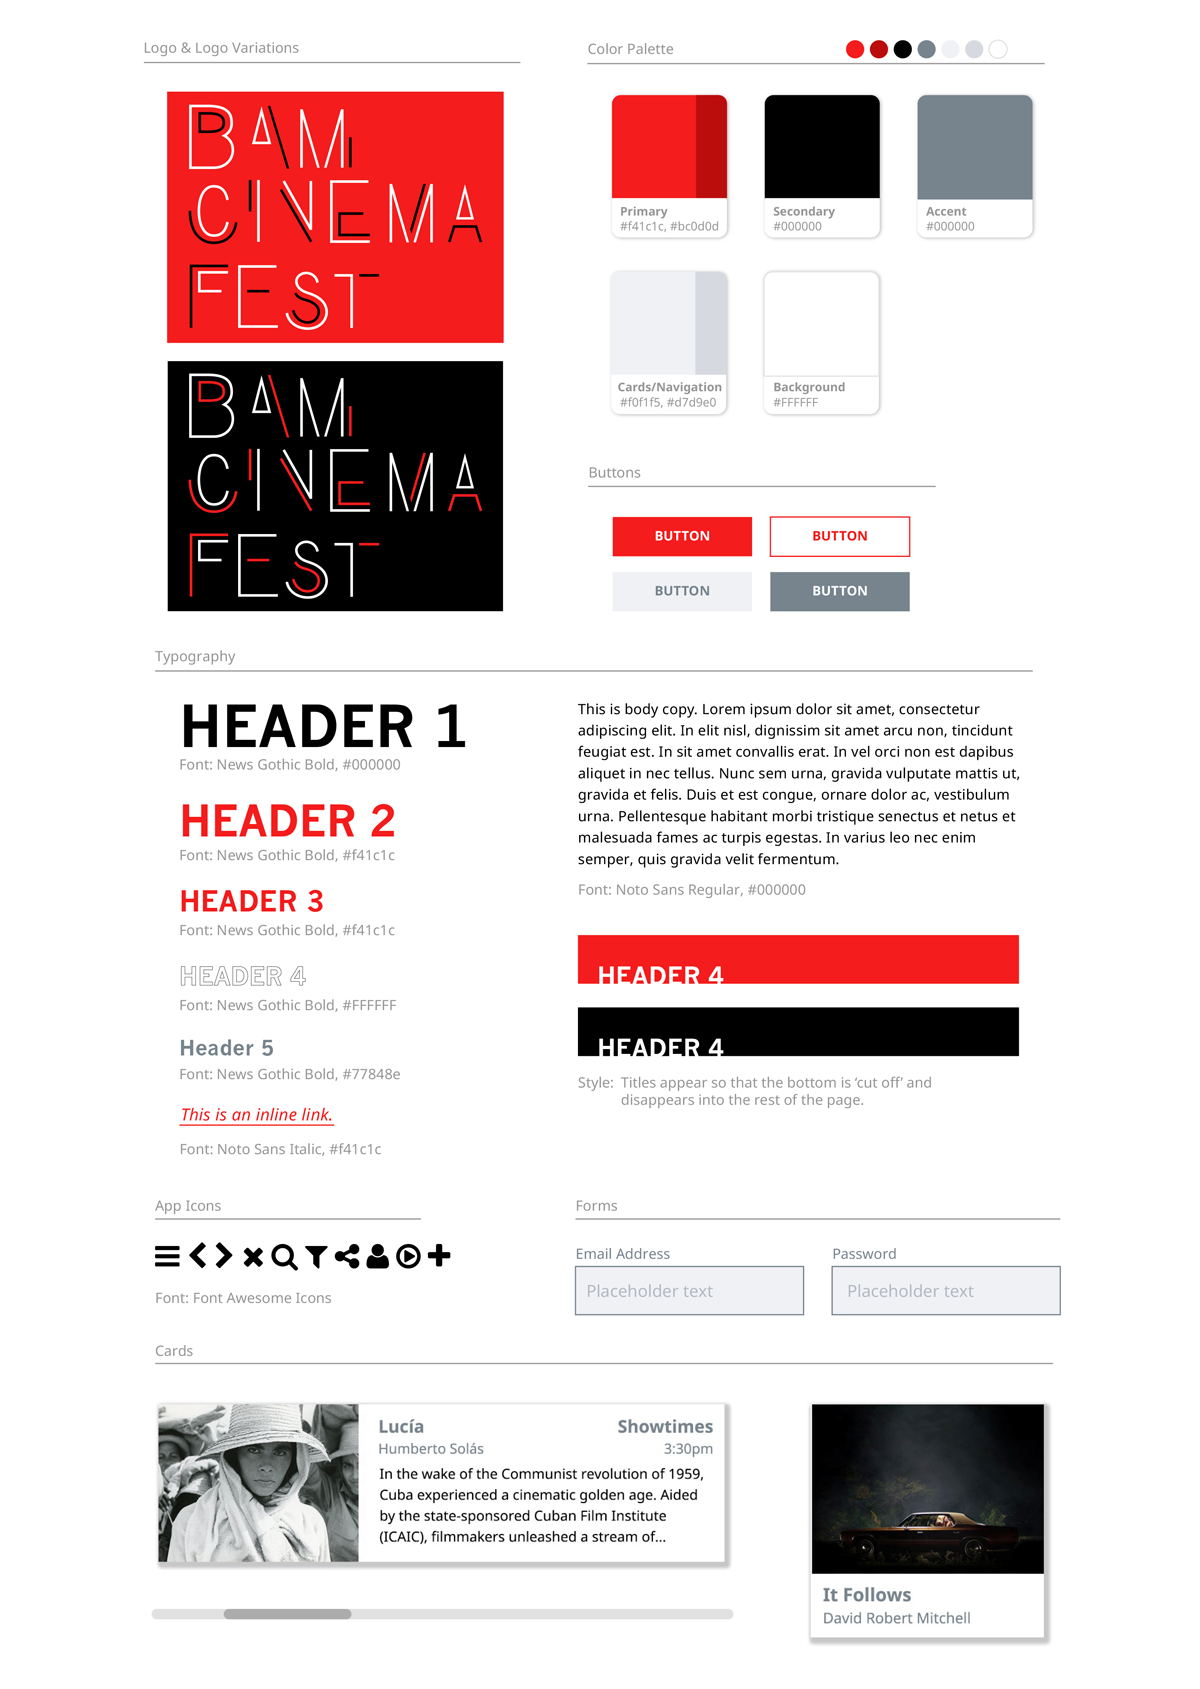 Logo & Logo Variations
BAM
CINEMA
FEST
BAM
CINEMA
FEST
Color Palette
Primary
#f41c1c, #bc0d0d
Secondary
#000000
Accent
#000000
Cards/Navigation
#f0f1f5, #d7d9e0
Background
#FFFFFF
Buttons
BUTTON
BUTTON
BUTTON
BUTTON
Typography
HEADER 1
Font: News Gothic Bold, #000000
HEADER 2
Font: News Gothic Bold, #f41c1c
HEADER 3
Font: News Gothic Bold, #f41c1c
HEADER 4
Font: News Gothic Bold, #FFFFFF
Header 5
Font: News Gothic Bold, #77848e
This is an inline link.
Font: Noto Sans Italic, #f41c1c
This is body copy. Lorem ipsum dolor sit amet, consectetur
adipiscing elit. In elit nisl, dignissim sit amet arcu non, tincidunt
feugiat est. In sit amet convallis erat. In vel orci non est dapibus
aliquet in nec tellus. Nunc sem urna, gravida vulputate mattis ut,
gravida et felis. Duis et est congue, ornare dolor ac, vestibulum
urna. Pellentesque habitant morbi tristique senectus et netus et
malesuada fames ac turpis egestas. In varius leo nec enim
semper, quis gravida velit fermentum.
Font: Noto Sans Regular, #000000
HEADER 4
HEADER 4
Style: Titles appear so that the bottom is ‘cut off’ and
disappears into the rest of the page.
App Icons
Font: Font Awesome Icons
Forms
Email Address
Placeholder text
Password
Placeholder text
Cards
Lucía
Humberto Solás
Showtimes
3:30pm
In the wake of the Communist revolution of 1959,
Cuba experienced a cinematic golden age. Aided
by the state-sponsored Cuban Film Institute
(ICAIC), filmmakers unleashed a stream of...
It Follows
David Robert Mitchell